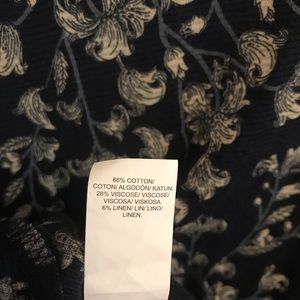 66% COTTON/
COTON/ ALGODÓN/ KATUN.
28% VISCOSE/ VISCOSE/
VISCOSA/ VISKOSA.
6% LINEN/ LIN/ LINO/
LINEN.